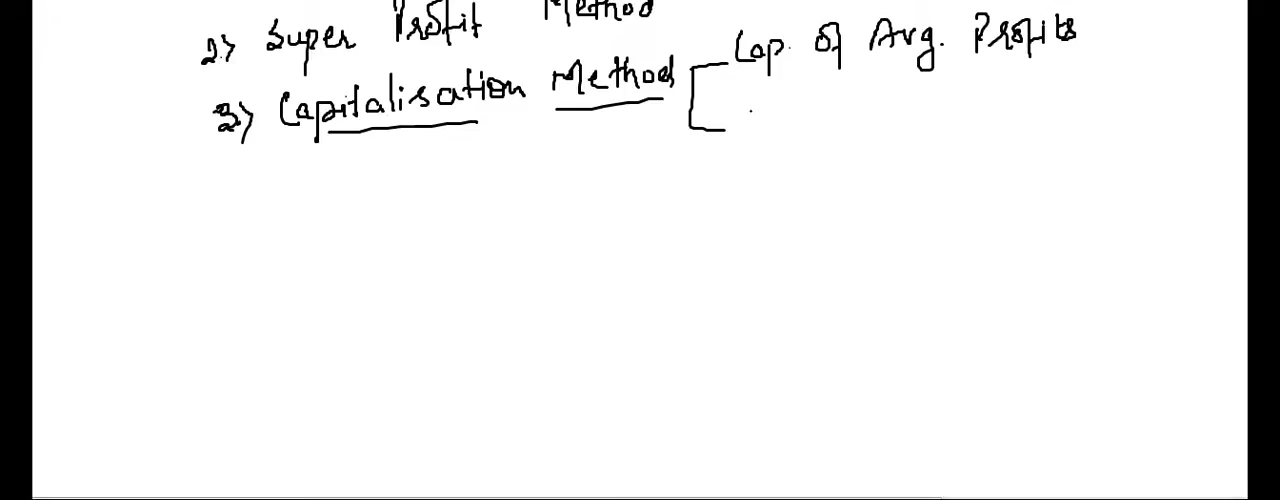 2.) Super Profit Method
3) Capitalisation Method Cap. of Avg. Profits